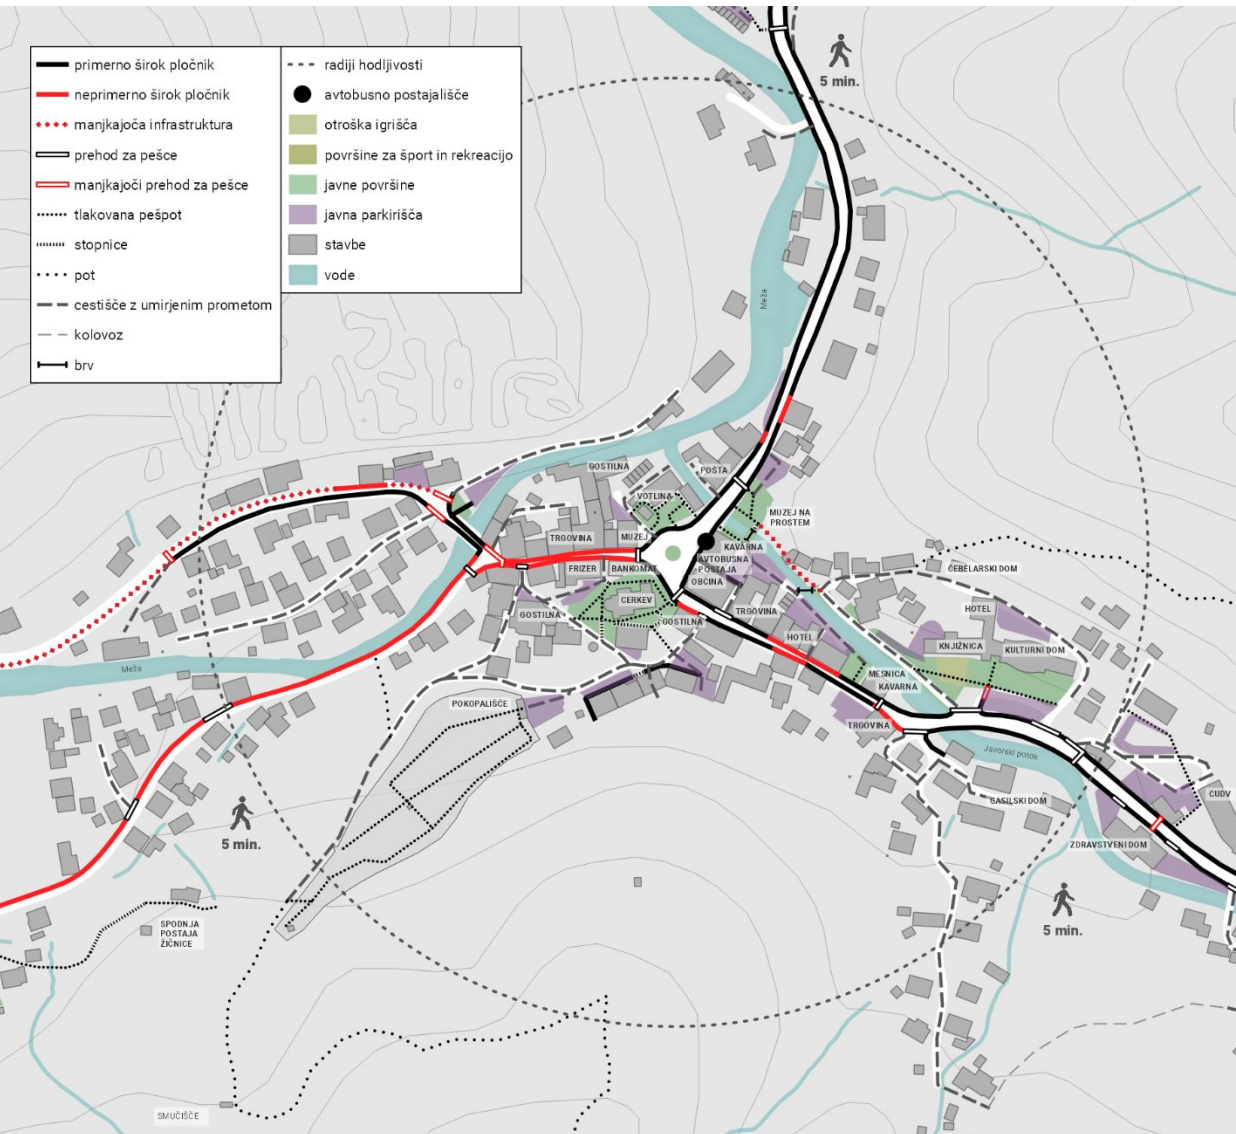 primerno širok pločnik
neprimerno širok pločnik
manjkajoča infrastruktura
prehod za pešce
manjkajoči prehod za pešce
tlakovana pešpot
stopnice
pot
cestišče z umirjenim prometom
kolovoz
brv
radiji hodljivosti
avtobusno postajališče
otroška igrišča
površine za šport in rekreacijo
javne površine
javna parkirišča
stavbe
vode
5 min.
Meža
GOSTILNA
POŠTA
VOTLINA
MUZEJ NA
PROSTEM
TRGOVINA
MUZEJ
KAVARNA
FRIZER
BANKOMAT
AVTOBUSNA
POSTAJA
OBČINA
ČEBELARSKI DOM
CERKEV
GOSTILNA
GOSTILNA
TRGOVINA
HOTEL
HOTEL
KNJIŽNICA
KULTURNI DOM
Meža
MESNICA
KAVARNA
POKOPALIŠČE
TRGOVINA
Javorski potok
CUDV
GASILSKI DOM
ZDRAVSTVENI DOM
5 min.
5 min.
SPODNJA
POSTAJA
ŽIČNICE
SMUČIŠČE